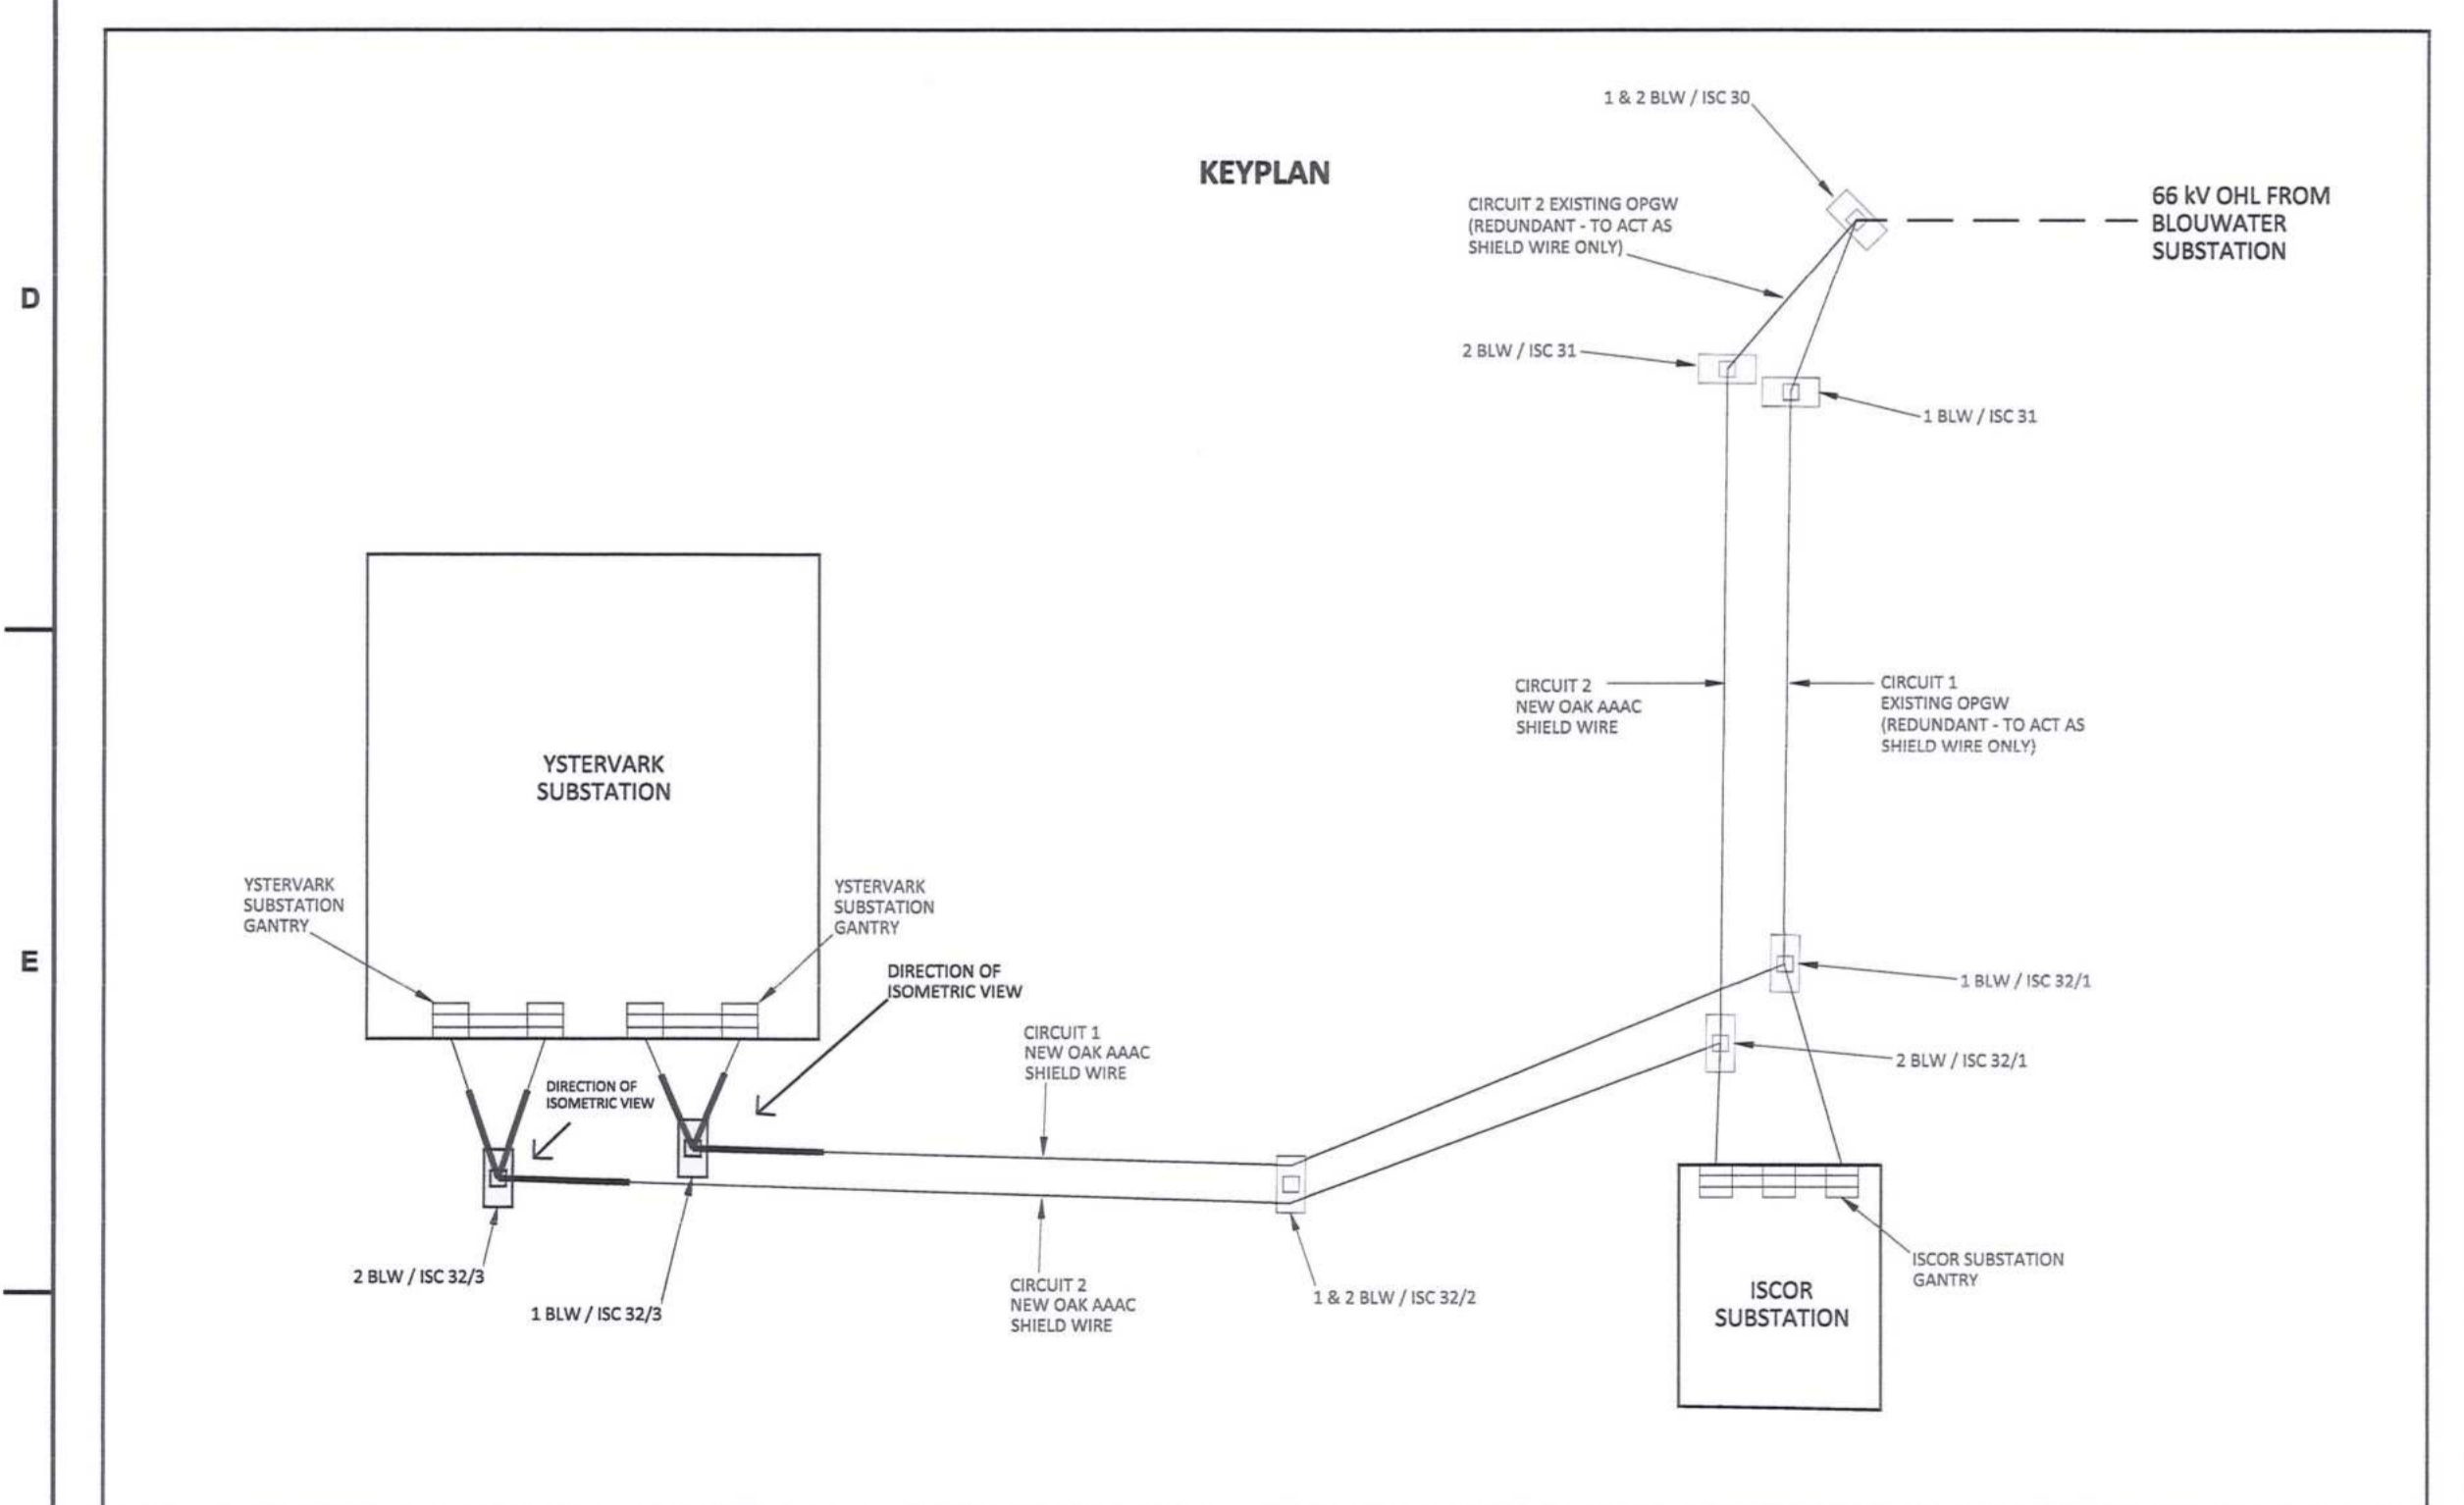 1 & 2 BLW / ISC 30
KEYPLAN
CIRCUIT 2 EXISTING OPGW
(REDUNDANT - TO ACT AS
SHIELD WIRE ONLY)
66 kV OHL FROM
BLOUWATER
SUBSTATION
D
2 BLW / ISC 31
1 BLW / ISC 31
CIRCUIT 2
NEW OAK AAAC
SHIELD WIRE
CIRCUIT 1
EXISTING OPGW
(REDUNDANT - TO ACT AS
SHIELD WIRE ONLY)
YSTERVARK
SUBSTATION
YSTERVARK
SUBSTATION
GANTRY
YSTERVARK
SUBSTATION
GANTRY
E
DIRECTION OF
ISOMETRIC VIEW
1 BLW / ISC 32/1
CIRCUIT 1
NEW OAK AAAC
SHIELD WIRE
2 BLW / ISC 32/1
DIRECTION OF
ISOMETRIC VIEW
2 BLW / ISC 32/3
1 BLW / ISC 32/3
CIRCUIT 2
NEW OAK AAAC
SHIELD WIRE
1 & 2 BLW / ISC 32/2
ISCOR SUBSTATION
GANTRY
ISCOR
SUBSTATION